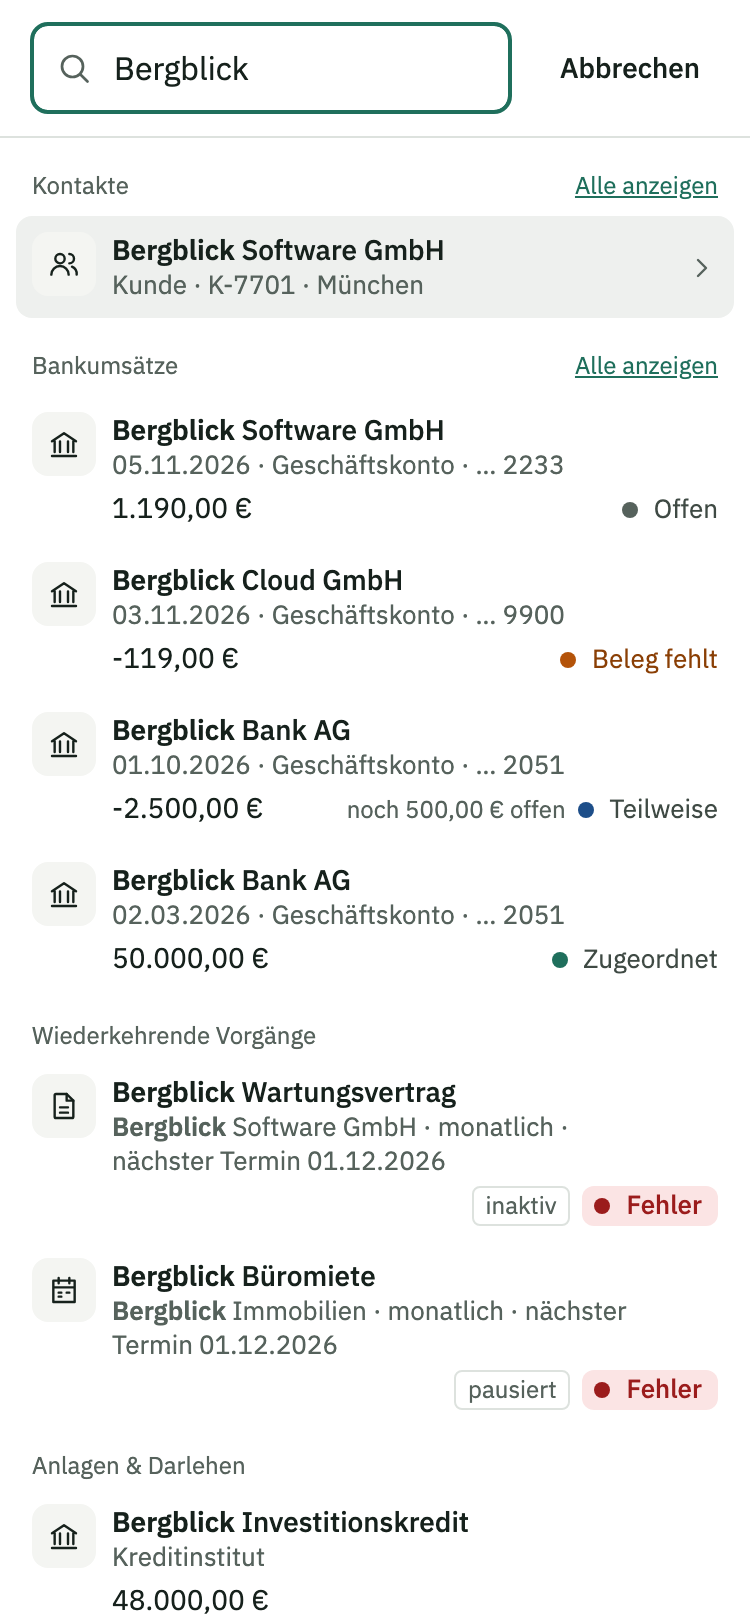 Bergblick
Abbrechen
Kontakte
Alle anzeigen
Bergblick Software GmbH
Kunde · K-7701 · München
Bankumsätze
Alle anzeigen
Bergblick Software GmbH
05.11.2026 · Geschäftskonto · … 2233
1.190,00 €
Offen
Bergblick Cloud GmbH
03.11.2026 · Geschäftskonto · … 9900
-119,00 €
Beleg fehlt
Bergblick Bank AG
01.10.2026 · Geschäftskonto · … 2051
-2.500,00 €
noch 500,00 € offen
Teilweise
Bergblick Bank AG
02.03.2026 · Geschäftskonto · … 2051
50.000,00 €
Zugeordnet
Wiederkehrende Vorgänge
Bergblick Wartungsvertrag
Bergblick Software GmbH · monatlich ·
nächster Termin 01.12.2026
inaktiv
Fehler
Bergblick Büromiete
Bergblick Immobilien · monatlich · nächster
Termin 01.12.2026
pausiert
Fehler
Anlagen & Darlehen
Bergblick Investitionskredit
Kreditinstitut
48.000,00 €